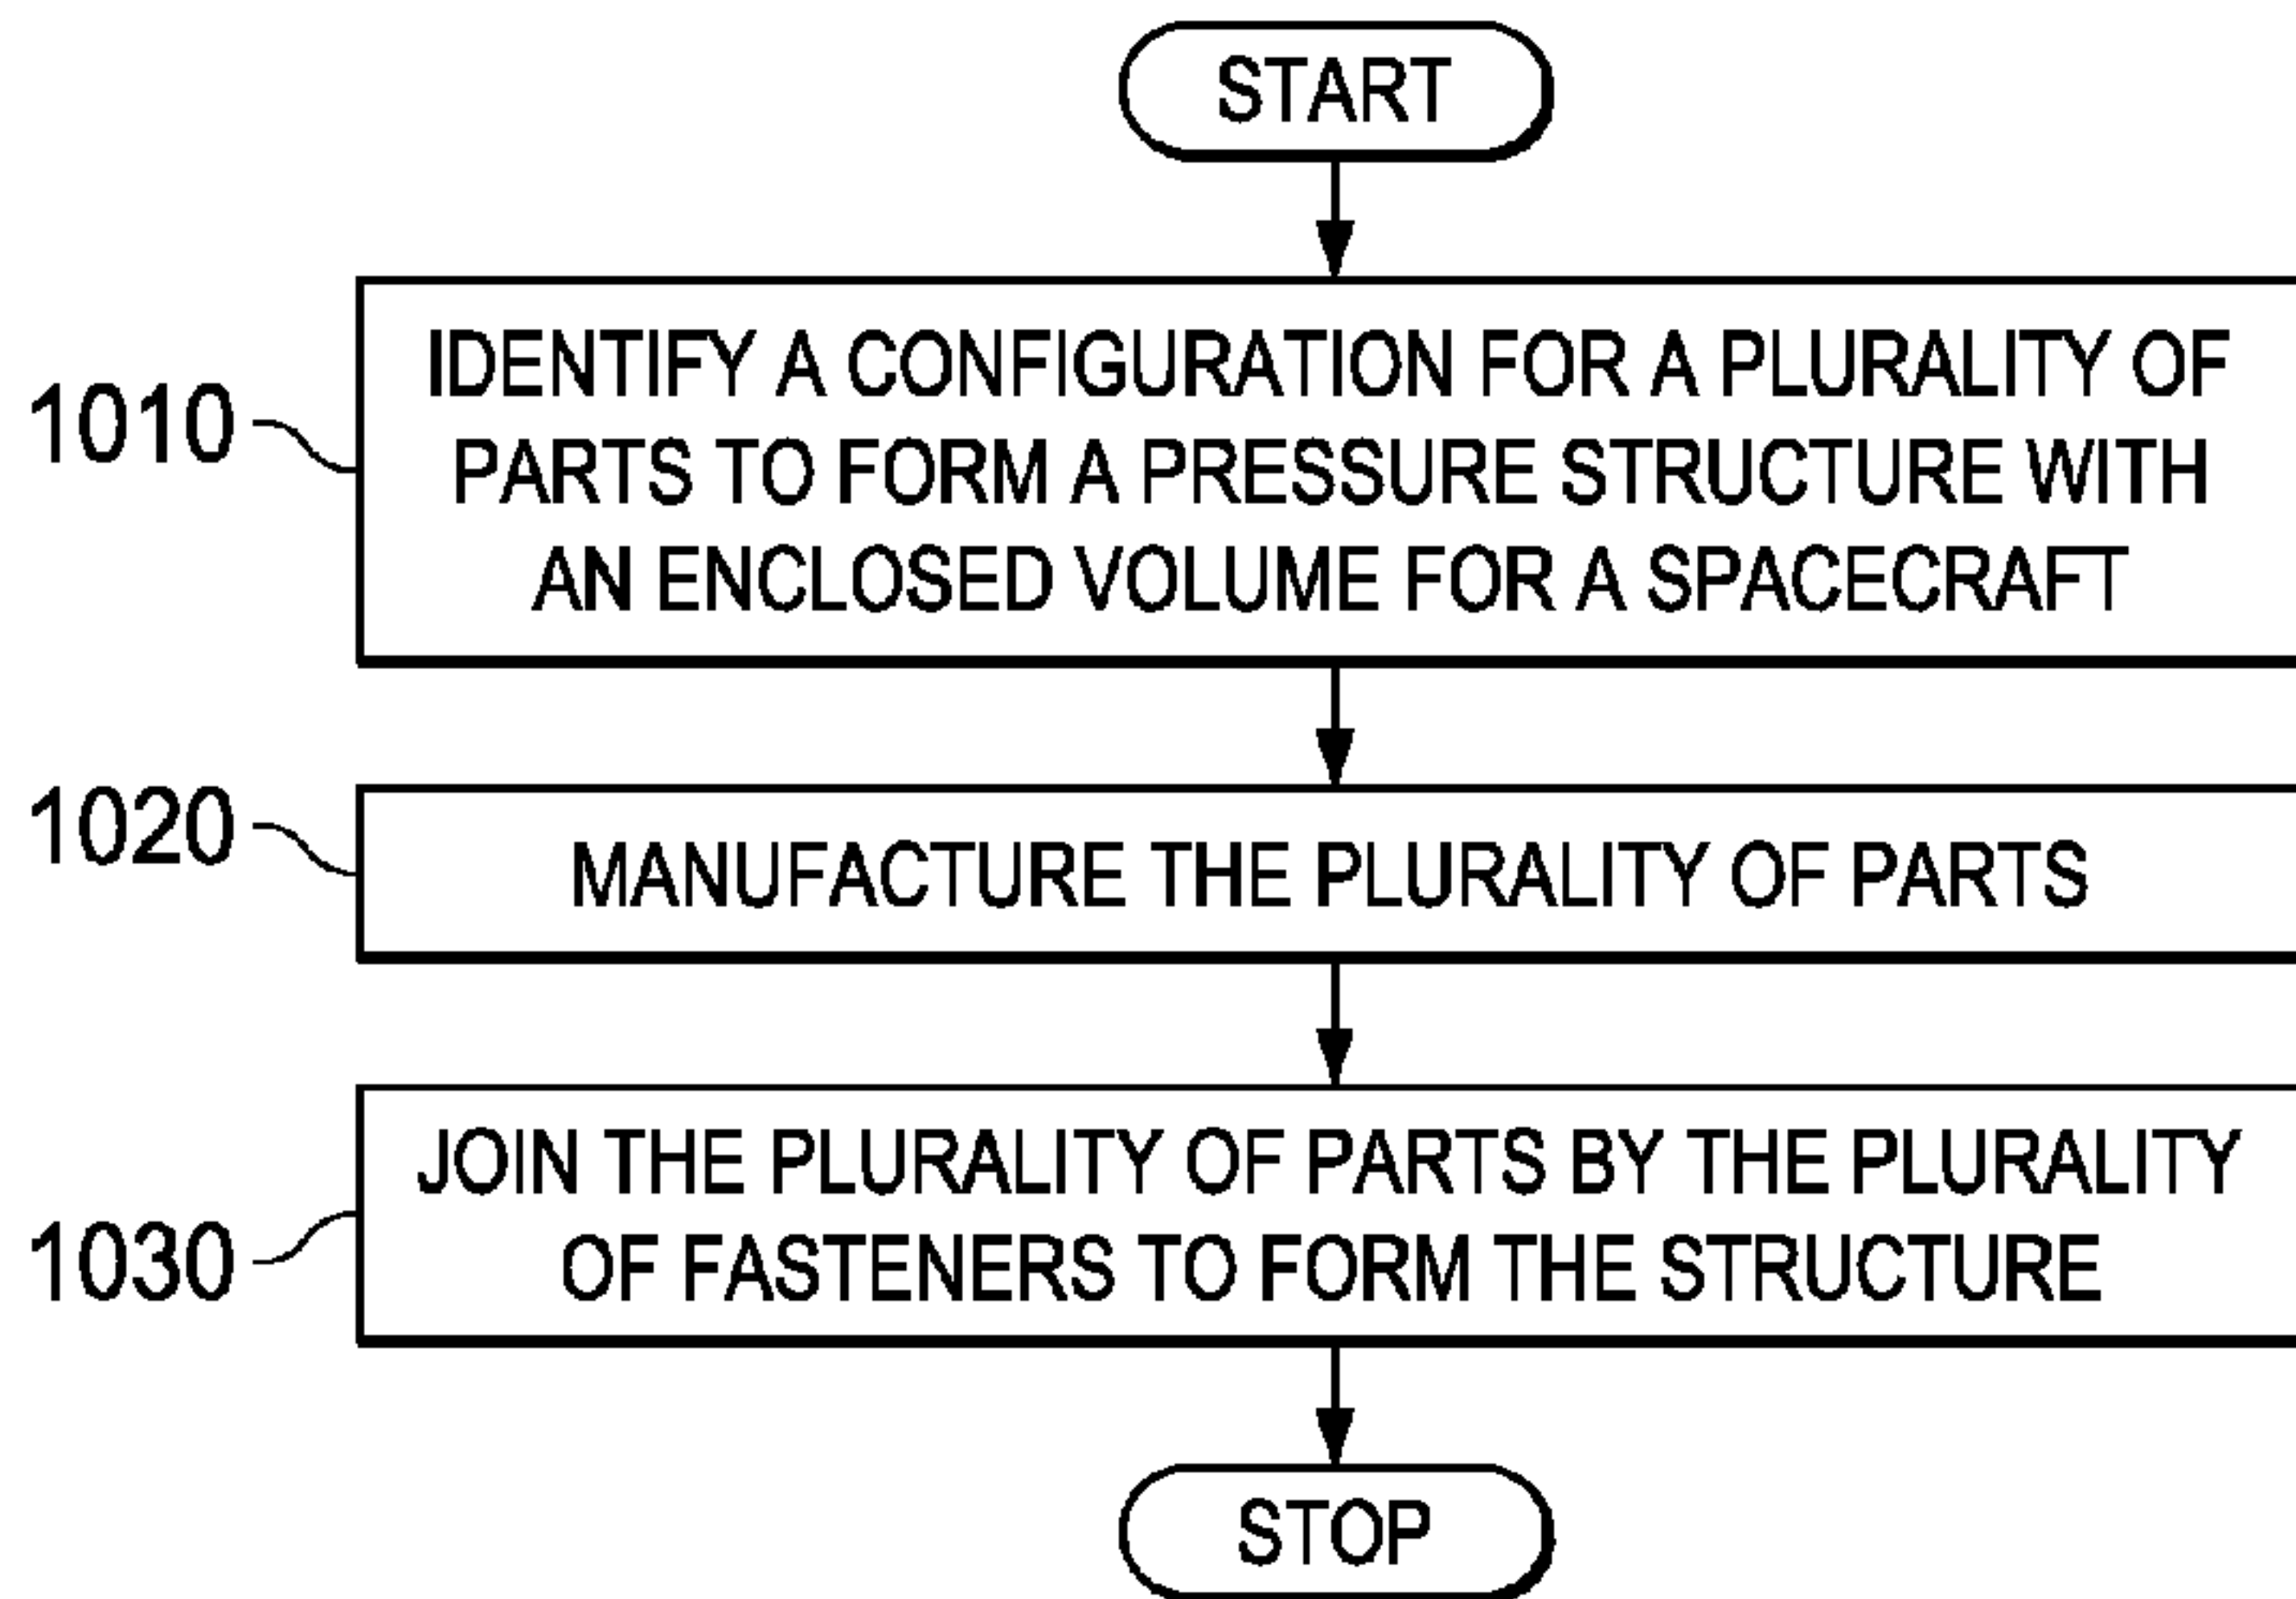 START
1010
IDENTIFY A CONFIGURATION FOR A PLURALITY OF
PARTS TO FORM A PRESSURE STRUCTURE WITH
AN ENCLOSED VOLUME FOR A SPACECRAFT
1020
MANUFACTURE THE PLURALITY OF PARTS
1030
JOIN THE PLURALITY OF PARTS BY THE PLURALITY
OF FASTENERS TO FORM THE STRUCTURE
STOP